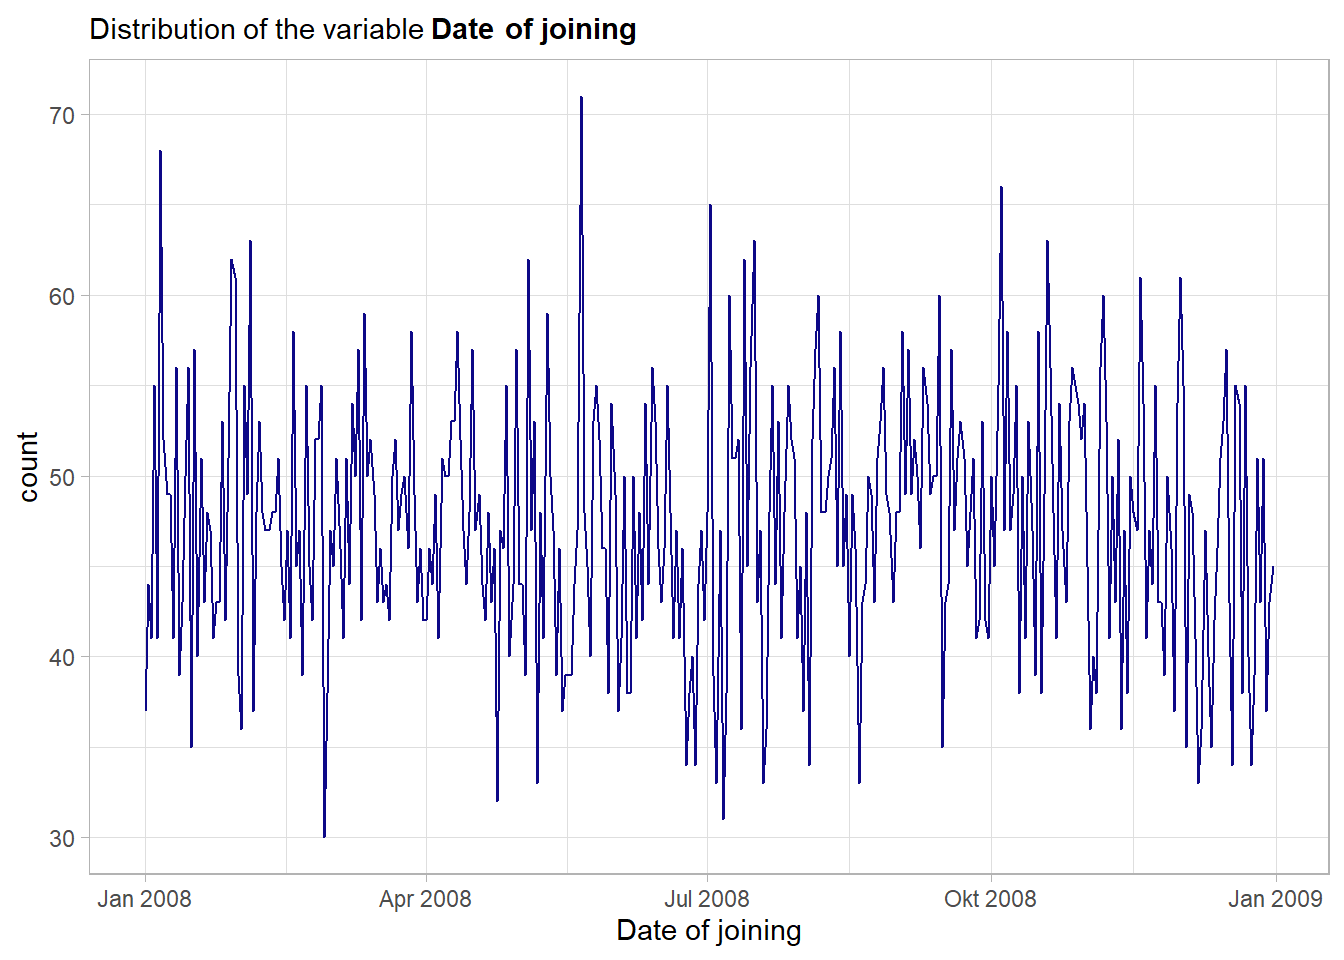 Distribution of the variable Date of joining
70
60
50
40
30
count
Jan 2008 Apr 2008 Jul 2008 Okt 2008 Jan 2009
Date of joining